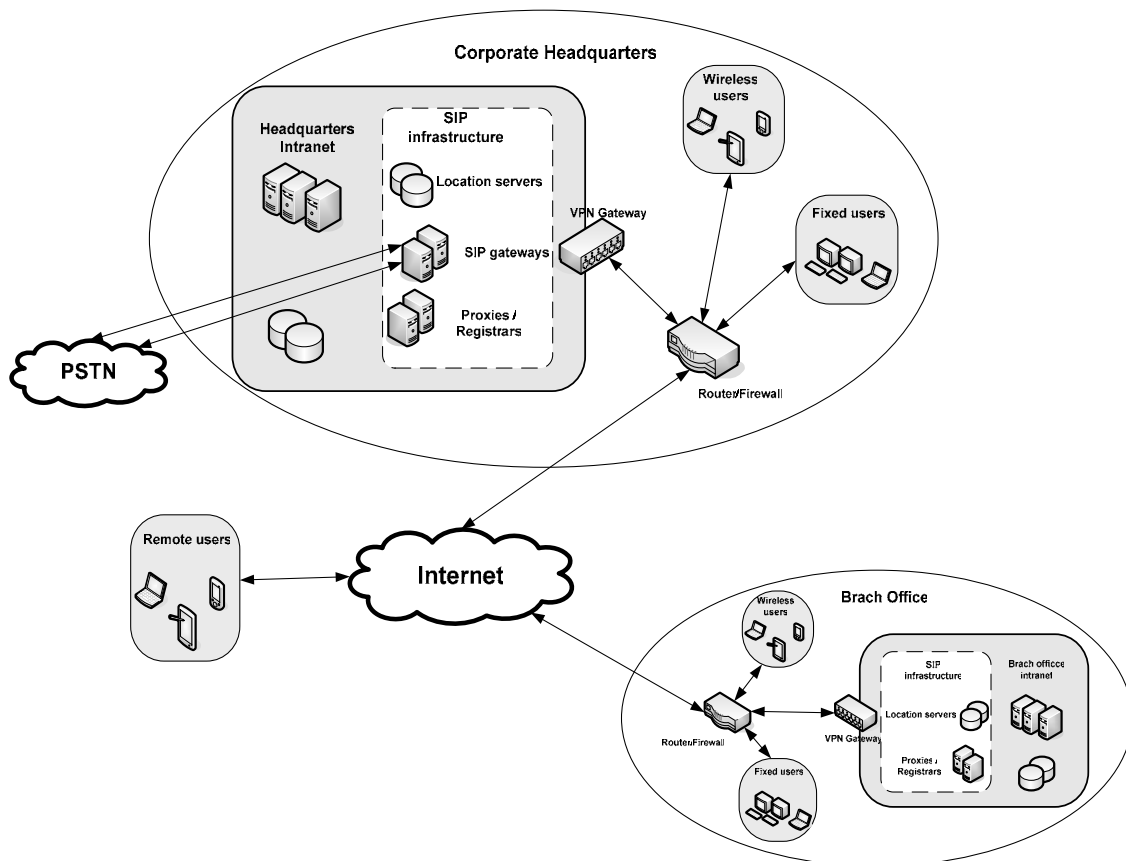 Corporate Headquarters
Wireless
users
SIP
infrastructure
Headquarters
Intranet
Location servers
VPN Gateway
Fixed users
SIP gateways
Proxies /
Registrars
PSTN
Router/Firewall
Remote users
Internet
Brach Office
Wireless
users
SIP
infrastructure
Brach officce
intranet
Location servers
Router/Firewall
VPN Gateway
Proxies /
Registrars
Fixed users